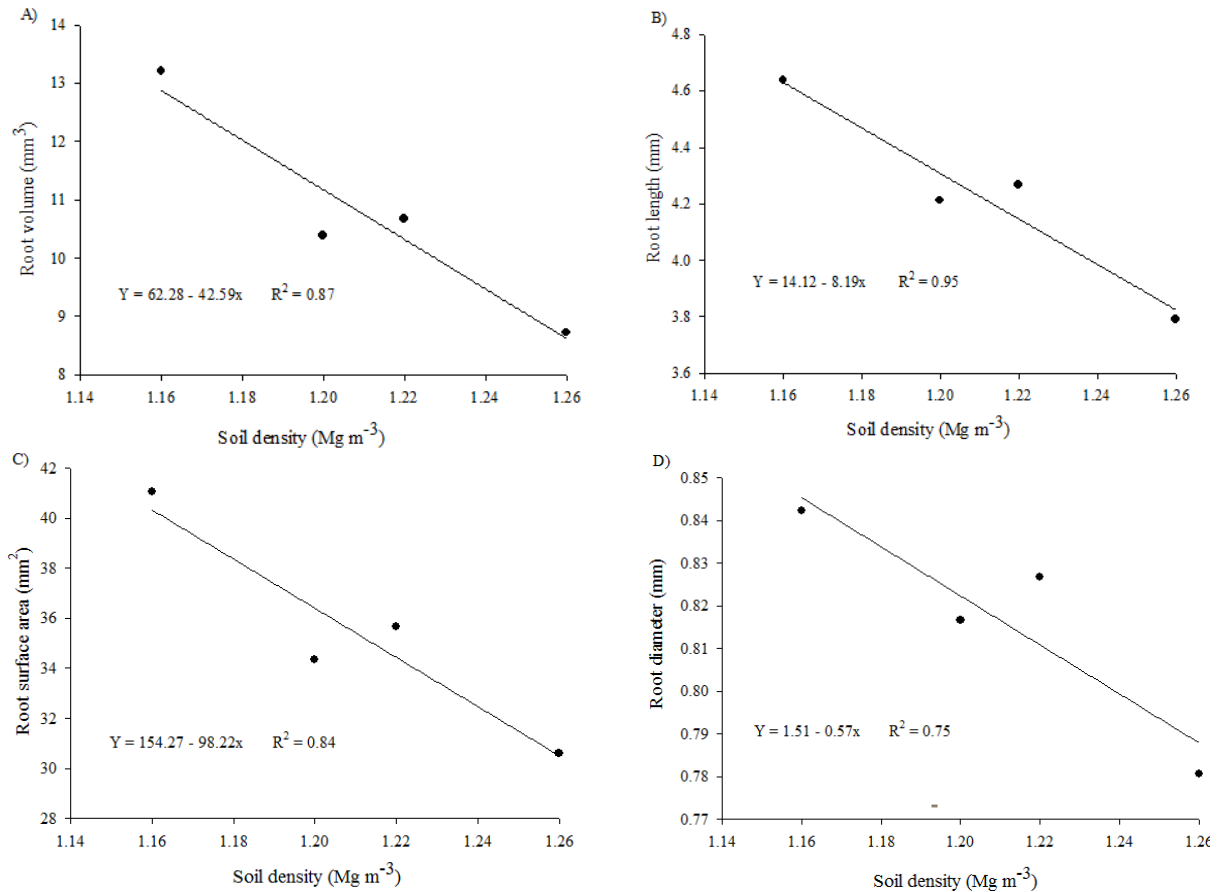 A)
Root volume (mm³)
14
13
12
11
10
9
8
Y = 62.28 - 42.59x R² = 0.87
1.14 1.16 1.18 1.20 1.22 1.24 1.26
Soil density (Mg m⁻³)
B)
Root length (mm)
4.8
4.6
4.4
4.2
4.0
3.8
3.6
Y = 14.12 - 8.19x R² = 0.95
1.14 1.16 1.18 1.20 1.22 1.24 1.26
Soil density (Mg m⁻³)
C)
Root surface area (mm²)
42
40
38
36
34
32
30
28
Y = 154.27 - 98.22x R² = 0.84
1.14 1.16 1.18 1.20 1.22 1.24 1.26
Soil density (Mg m⁻³)
D)
Root diameter (mm)
0.85
0.84
0.83
0.82
0.81
0.80
0.79
0.78
0.77
Y = 1.51 - 0.57x R² = 0.75
1.14 1.16 1.18 1.20 1.22 1.24 1.26
Soil density (Mg m⁻³)